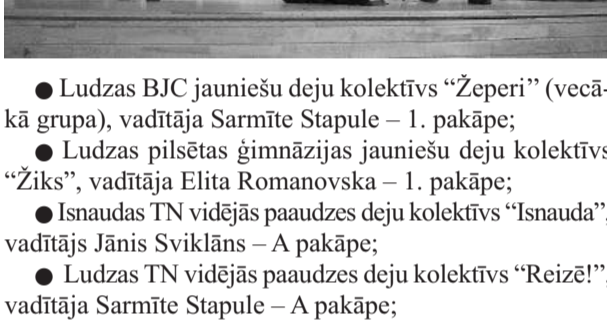 ● Ludzas BJC jauniešu deju kolektīvs “Žeperi” (vecā-
kā grupa), vadītāja Sarmīte Stapule – 1. pakāpe;
● Ludzas pilsētas ģimnāzijas jauniešu deju kolektīvs
“Žiks”, vadītāja Elita Romanovska – 1. pakāpe;
● Isnaudas TN vidējās paaudzes deju kolektīvs “Isnauda”,
vadītājs Jānis Sviklāns – A pakāpe;
● Ludzas TN vidējās paaudzes deju kolektīvs “Reizē!”,
vadītāja Sarmīte Stapule – A pakāpe;